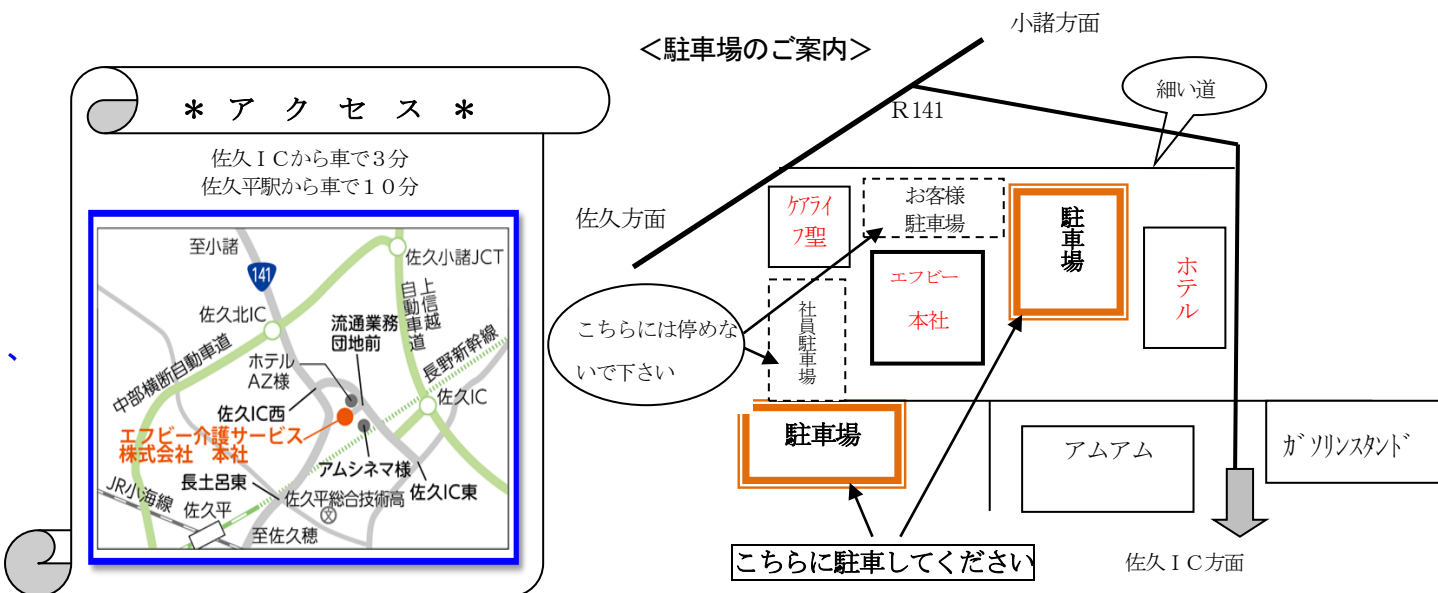 ＜駐車場のご案内＞
＊ ア ク セ ス ＊
佐久ＩＣから車で３分
佐久平駅から車で１０分
至小諸
141
佐久小諸JCT
上信越
自動車道
佐久北IC
流通業務
団地前
長野新幹線
中部横断自動車道
ホテル
AZ様
佐久IC西
佐久IC
エフビー介護サービス
株式会社　本社
アムシネマ様
長土呂東
佐久平総合技術高
佐久IC東
JR小海線
佐久平
文
至佐久穂
、
小諸方面
R141
細い道
佐久方面
ｹｱﾗｲ
ﾌ聖
お客様
駐車場
駐車場
エフビー
本社
ホテル
社員駐車場
こちらには停めな
いで下さい
駐車場
アムアム
ｶﾞｿﾘﾝｽﾀﾝﾄﾞ
こちらに駐車してください
佐久ＩＣ方面